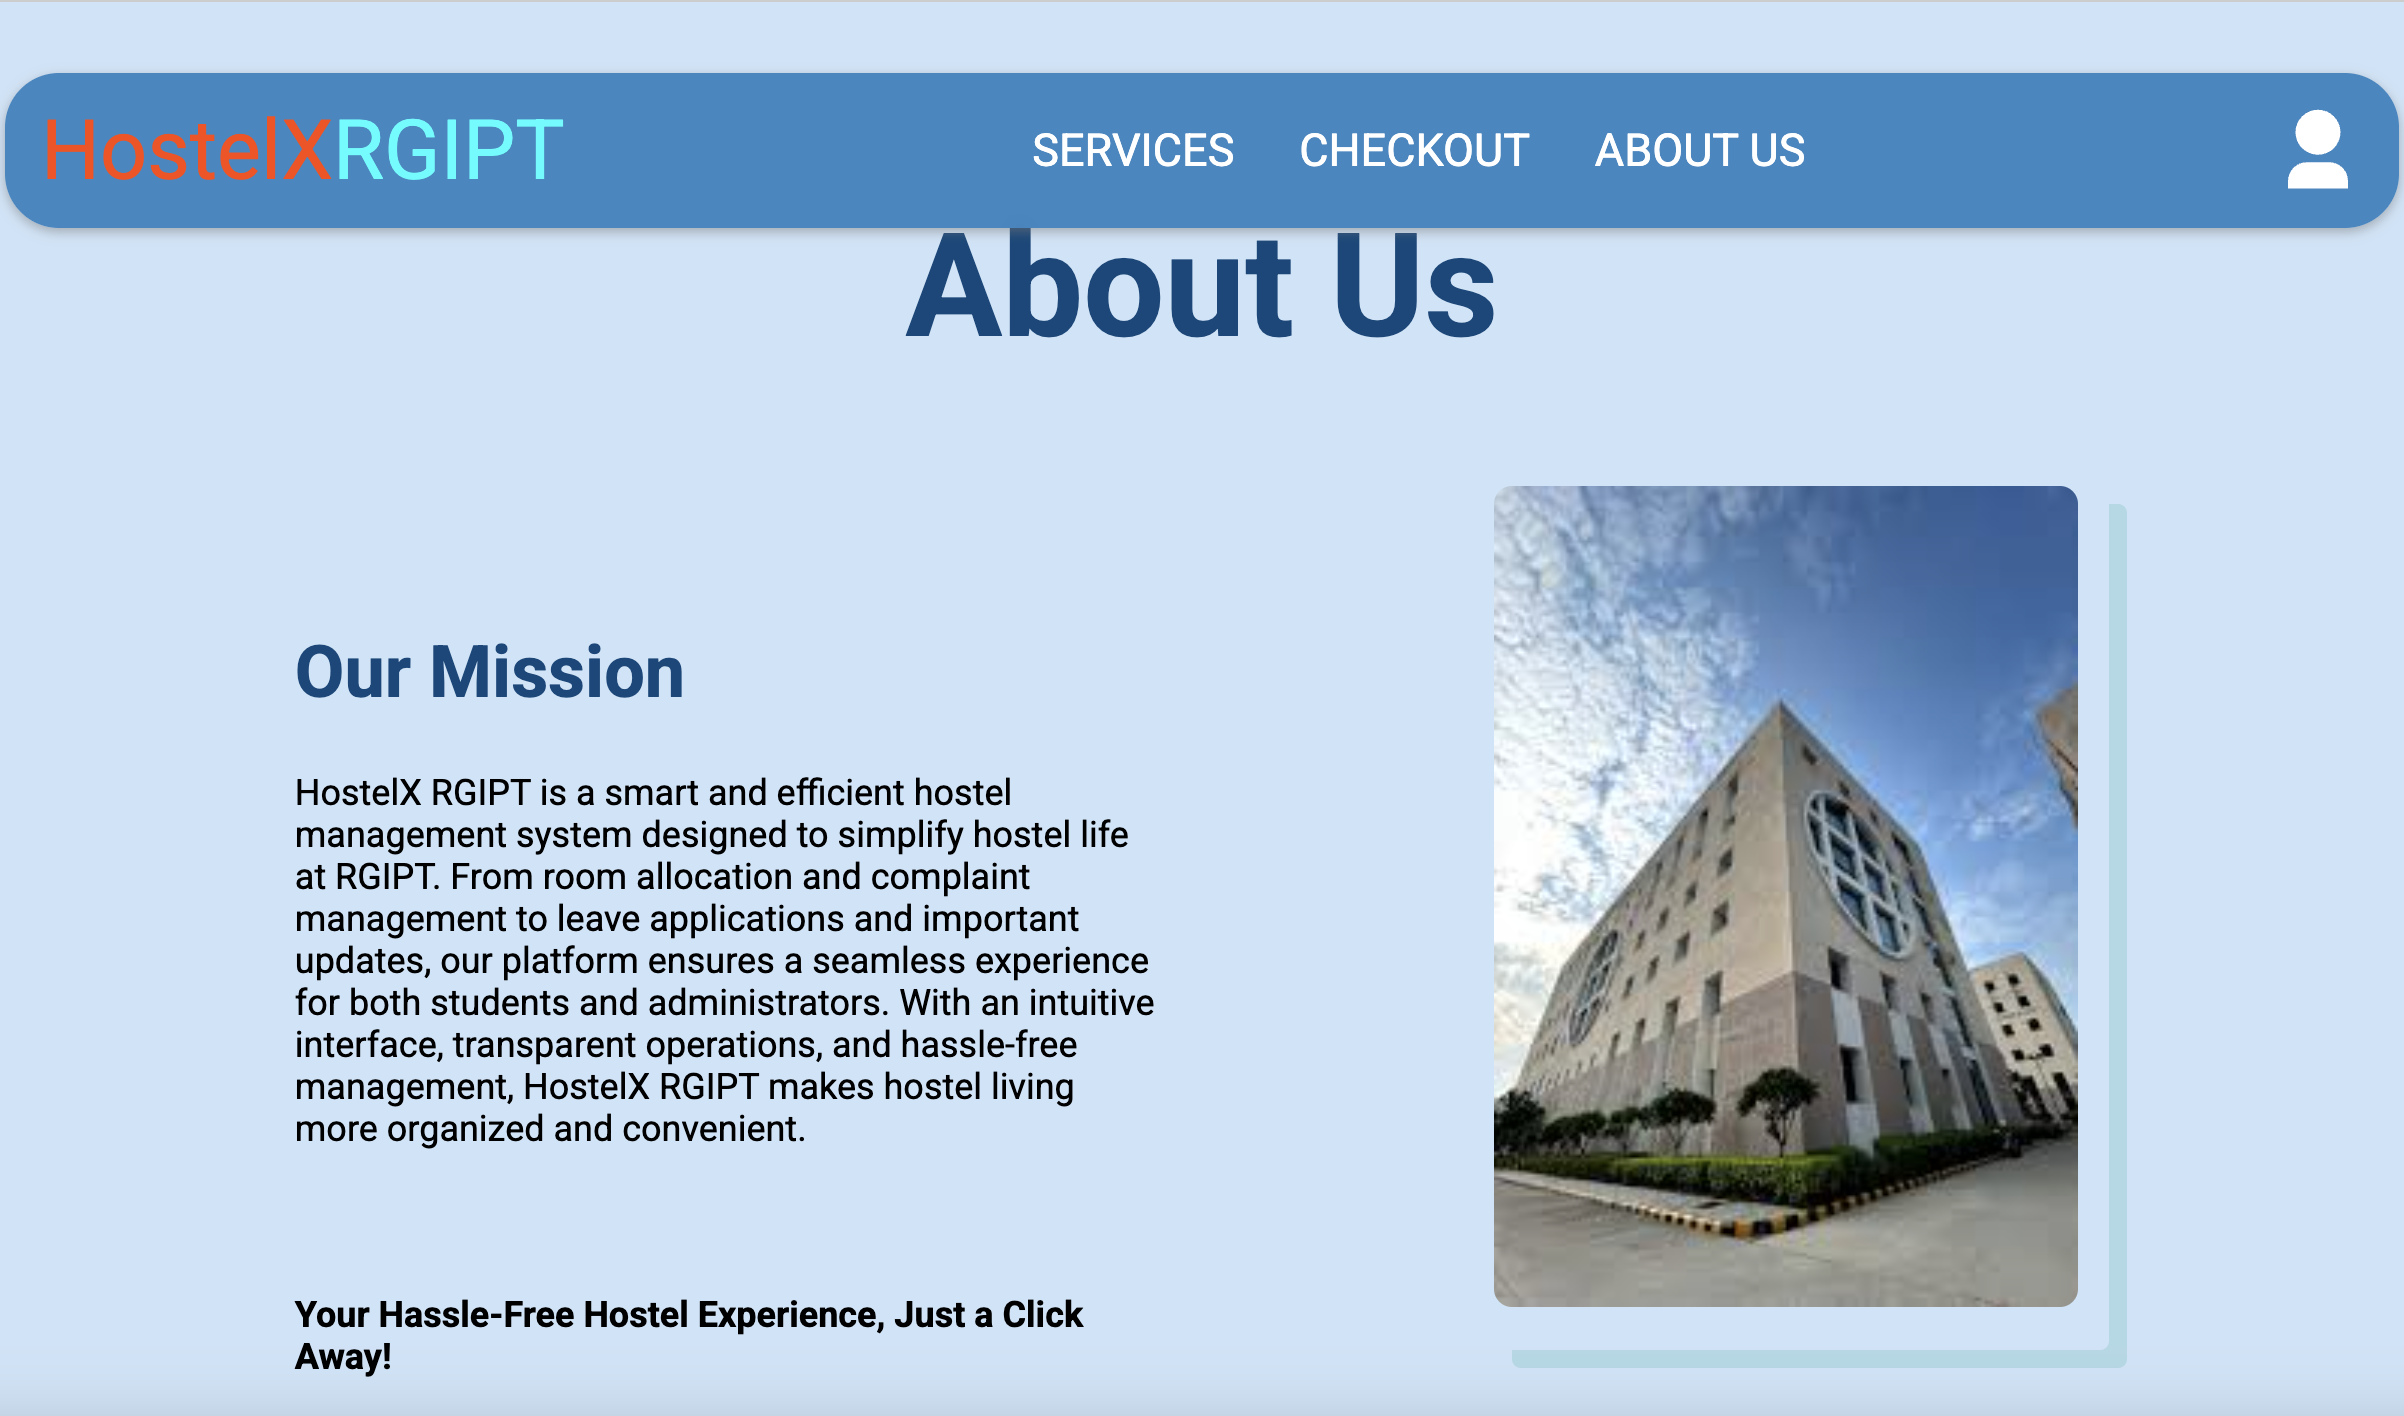 HostelXRGIPT
SERVICES CHECKOUT ABOUT US
About Us
Our Mission
HostelX RGIPT is a smart and efficient hostel
management system designed to simplify hostel life
at RGIPT. From room allocation and complaint
management to leave applications and important
updates, our platform ensures a seamless experience
for both students and administrators. With an intuitive
interface, transparent operations, and hassle-free
management, HostelX RGIPT makes hostel living
more organized and convenient.
Your Hassle-Free Hostel Experience, Just a Click
Away!